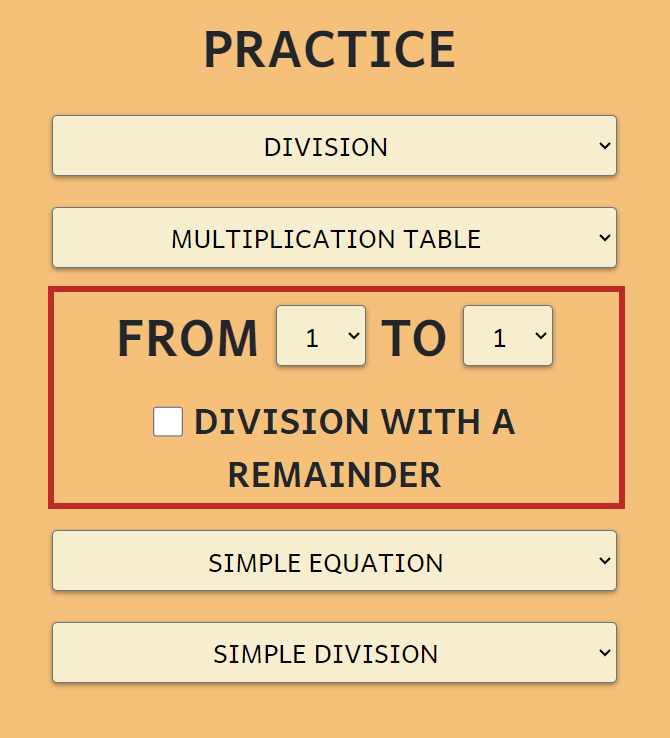 PRACTICE
DIVISION
MULTIPLICATION TABLE
FROM 1 TO 1
DIVISION WITH A
REMAINDER
SIMPLE EQUATION
SIMPLE DIVISION